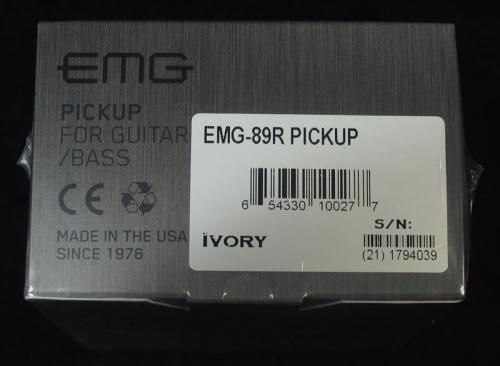 EMG
PICKUP
FOR GUITAR
/BASS
CE
MADE IN THE USA
SINCE 1976
EMG-89R PICKUP
6 54330 10027 7
S/N:
IVORY
(21) 1794039